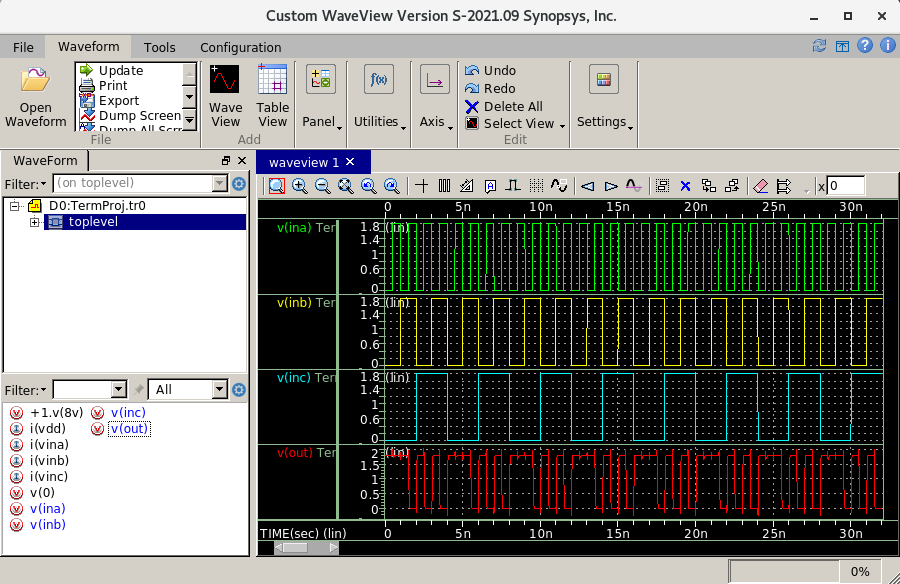 Custom WaveView Version S-2021.09 Synopsys, Inc.
File Waveform Tools Configuration
Open Waveform
Update
Print
Export
Dump Screen
File
Wave View
Table View
Add
Panel
Utilities
Axis
Undo
Redo
Delete All
Select View
Edit
Settings
WaveForm
Filter: (on toplevel)
D0:TermProj.tr0
toplevel
Filter: All
+1.v(8v) v(inc)
i(vdd) v(out)
i(vina)
i(vinb)
i(vinc)
v(0)
v(ina)
v(inb)
waveview 1
x 0
0 5n 10n 15n 20n 25n 30n
v(ina) Ter 1.8 (lin)
1.4
1
0.6
0
v(inb) Ter 1.8 (lin)
1.4
1
0.6
0
v(inc) Ter 1.8 (lin)
1.4
1
0.6
0
v(out) Ter 2 (lin)
1.5
1
0.5
0
TIME(sec) (lin) 0 5n 10n 15n 20n 25n 30n
0%